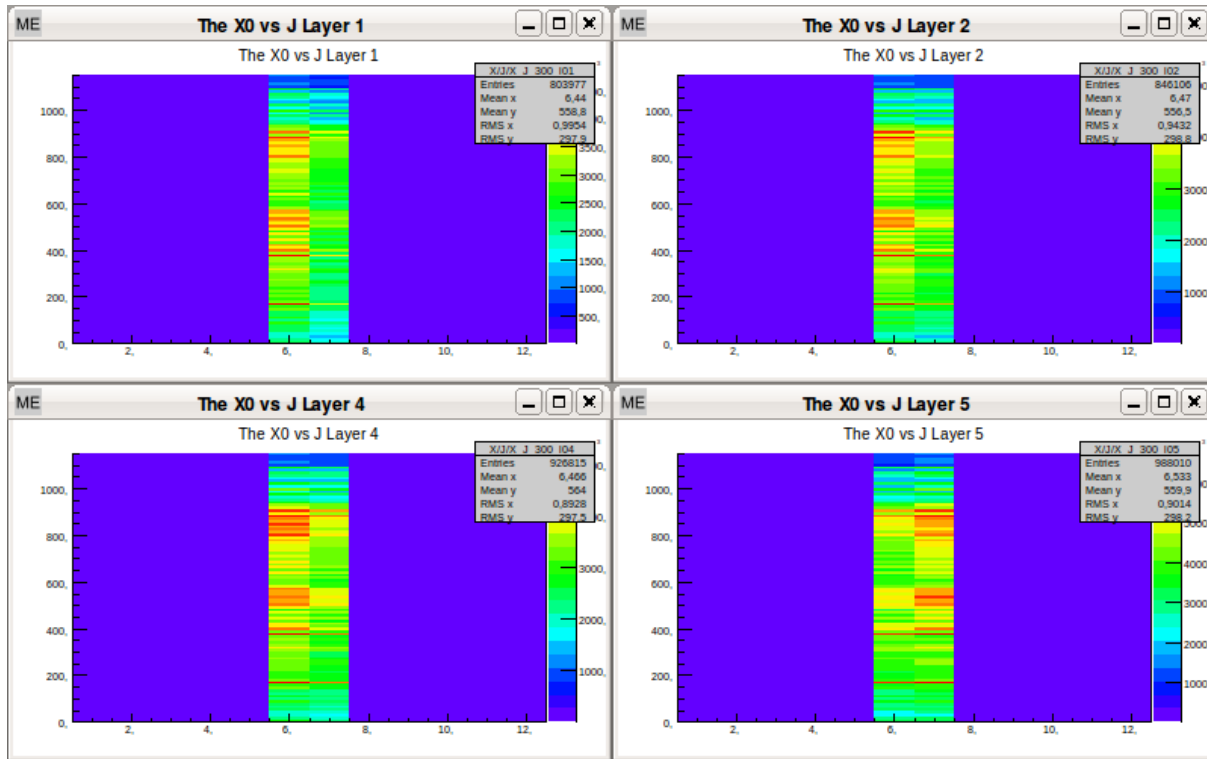 ME The X0 vs J Layer 1
The X0 vs J Layer 1
X/J/X_J_300_l01
Entries 803977
Mean x 6,44
Mean y 558,8
RMS x 0,9954
RMS y 297,9
1000,
800,
600,
400,
200,
0,
2, 4, 6, 8, 10, 12,
3500
3000
2500
2000
1500
1000
500,
ME The X0 vs J Layer 2
The X0 vs J Layer 2
X/J/X_J_300_l02
Entries 846106
Mean x 6,47
Mean y 556,5
RMS x 0,9432
RMS y 298,8
1000,
800,
600,
400,
200,
0,
2, 4, 6, 8, 10, 12,
3000
2000
1000
ME The X0 vs J Layer 4
The X0 vs J Layer 4
X/J/X_J_300_l04
Entries 926815
Mean x 6,466
Mean y 564
RMS x 0,8928
RMS y 297,5
1000,
800,
600,
400,
200,
0,
2, 4, 6, 8, 10, 12,
3000
2000
1000,
ME The X0 vs J Layer 5
The X0 vs J Layer 5
X/J/X_J_300_l05
Entries 988010
Mean x 6,533
Mean y 559,9
RMS x 0,9014
RMS y 298,2
1000,
800,
600,
400,
200,
0,
2, 4, 6, 8, 10, 12,
5000
4000
3000
2000
1000